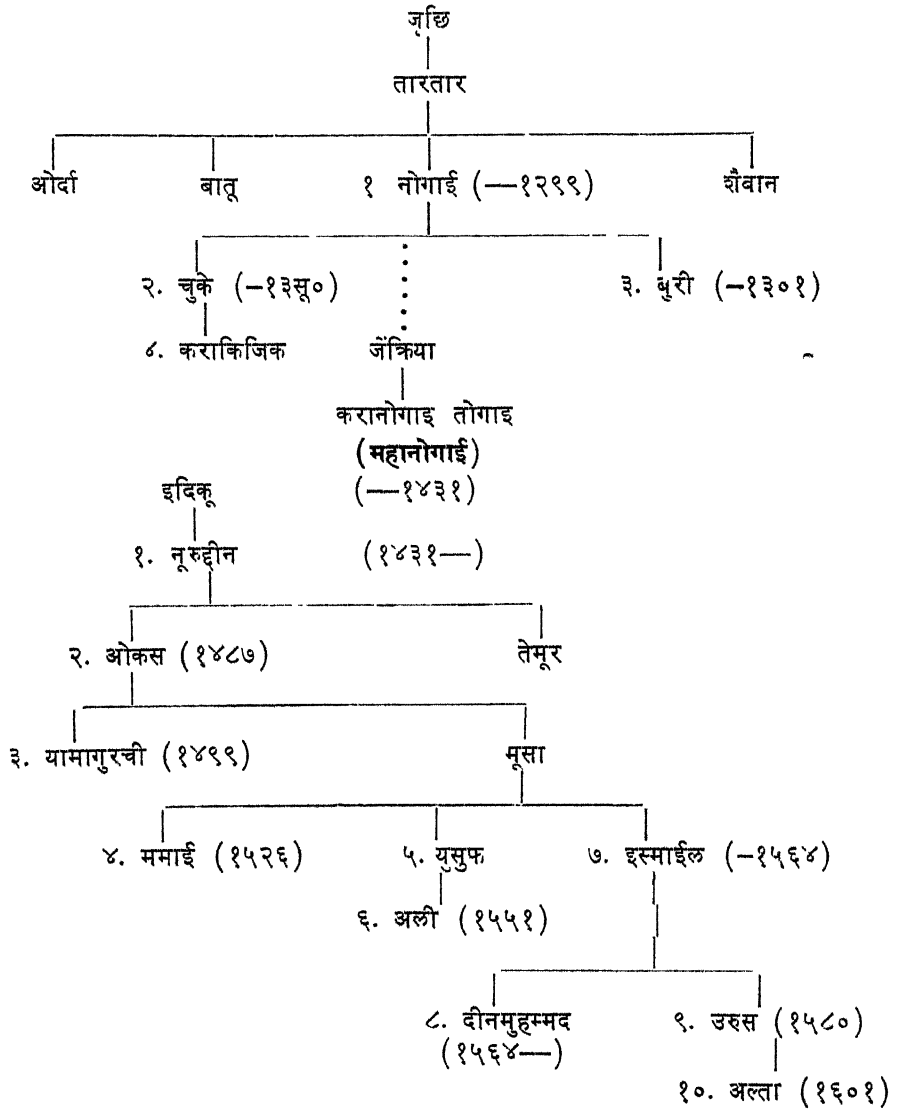 जूछि
तारतार
ओर्दा बातू १ नोगाई (—१२९९) शैवान
२. चुके (-१३सू०) ३. बुरी (-१३०१)
४. कराकिजिक जेंक्रिया
करानोगाइ तोगाइ
(महानोगाई)
इदिकू (—१४३१)
१. नूरुद्दीन (१४३१—)
२. ओकस (१४८७) तेमूर
३. यामागुरची (१४९९) मूसा
४. ममाई (१५२६) ५. युसुफ ७. इस्माईल (-१५६४)
६. अली (१५५१)
८. दीनमुहम्मद ९. उरुस (१५८०)
(१५६४—)
१०. अल्ता (१६०१)